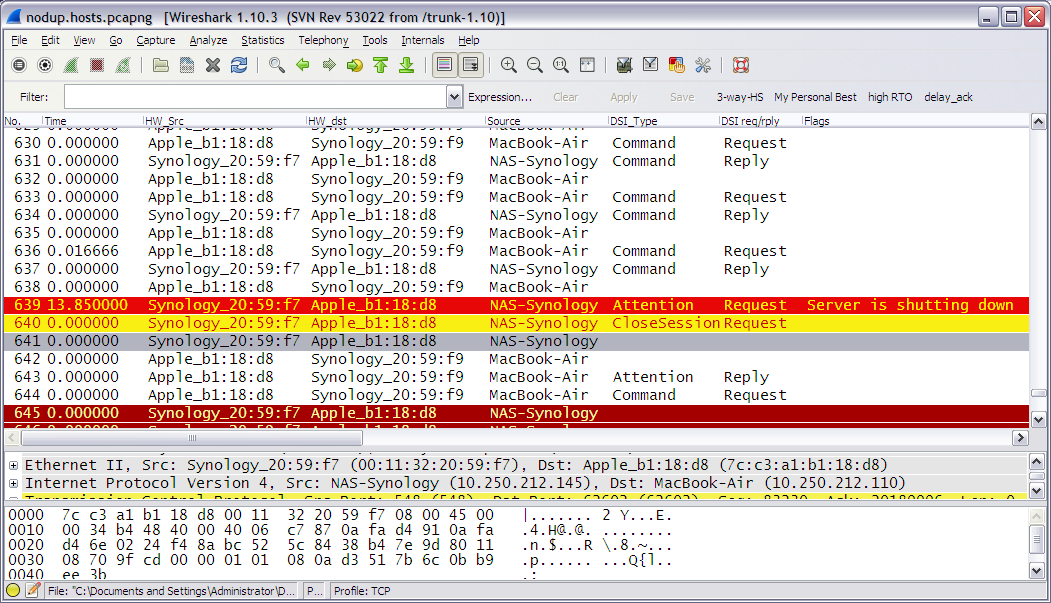 nodup.hosts.pcapng [Wireshark 1.10.3 (SVN Rev 53022 from /trunk-1.10)]
File Edit View Go Capture Analyze Statistics Telephony Tools Internals Help
Filter: Expression... Clear Apply Save 3-way-HS My Personal Best high RTO delay_ack
No. Time HW_Src HW_dst Source DSI_Type DSI req/rply Flags
630 0.000000 Apple_b1:18:d8 Synology_20:59:f9 MacBook-Air Command Request
631 0.000000 Synology_20:59:f7 Apple_b1:18:d8 NAS-Synology Command Reply
632 0.000000 Apple_b1:18:d8 Synology_20:59:f9 MacBook-Air
633 0.000000 Apple_b1:18:d8 Synology_20:59:f9 MacBook-Air Command Request
634 0.000000 Synology_20:59:f7 Apple_b1:18:d8 NAS-Synology Command Reply
635 0.000000 Apple_b1:18:d8 Synology_20:59:f9 MacBook-Air
636 0.016666 Apple_b1:18:d8 Synology_20:59:f9 MacBook-Air Command Request
637 0.000000 Synology_20:59:f7 Apple_b1:18:d8 NAS-Synology Command Reply
638 0.000000 Apple_b1:18:d8 Synology_20:59:f9 MacBook-Air
639 13.850000 Synology_20:59:f7 Apple_b1:18:d8 NAS-Synology Attention Request Server is shutting down
640 0.000000 Synology_20:59:f7 Apple_b1:18:d8 NAS-Synology CloseSession Request
641 0.000000 Synology_20:59:f7 Apple_b1:18:d8 NAS-Synology
642 0.000000 Apple_b1:18:d8 Synology_20:59:f9 MacBook-Air
643 0.000000 Apple_b1:18:d8 Synology_20:59:f9 MacBook-Air Attention Reply
644 0.000000 Apple_b1:18:d8 Synology_20:59:f9 MacBook-Air Command Request
645 0.000000 Synology_20:59:f7 Apple_b1:18:d8 NAS-Synology
Ethernet II, Src: Synology_20:59:f7 (00:11:32:20:59:f7), Dst: Apple_b1:18:d8 (7c:c3:a1:b1:18:d8)
Internet Protocol Version 4, Src: NAS-Synology (10.250.212.145), Dst: MacBook-Air (10.250.212.110)
0000 7c c3 a1 b1 18 d8 00 11 32 20 59 f7 08 00 45 00 |....... 2 Y...E.
0010 00 34 b4 48 40 00 40 06 c7 87 0a fa d4 91 0a fa .4.H@.@. ........
0020 d4 6e 02 24 f4 8a bc 52 5c 84 38 b4 7e 9d 80 11 .n.$...R \.8.~...
0030 08 70 9f cd 00 00 01 01 08 0a d3 51 7b 6c 0b b9 .p...... ...Q{l..
0040 ee 3b .;
File: "C:\Documents and Settings\Administrator\D... P... Profile: TCP